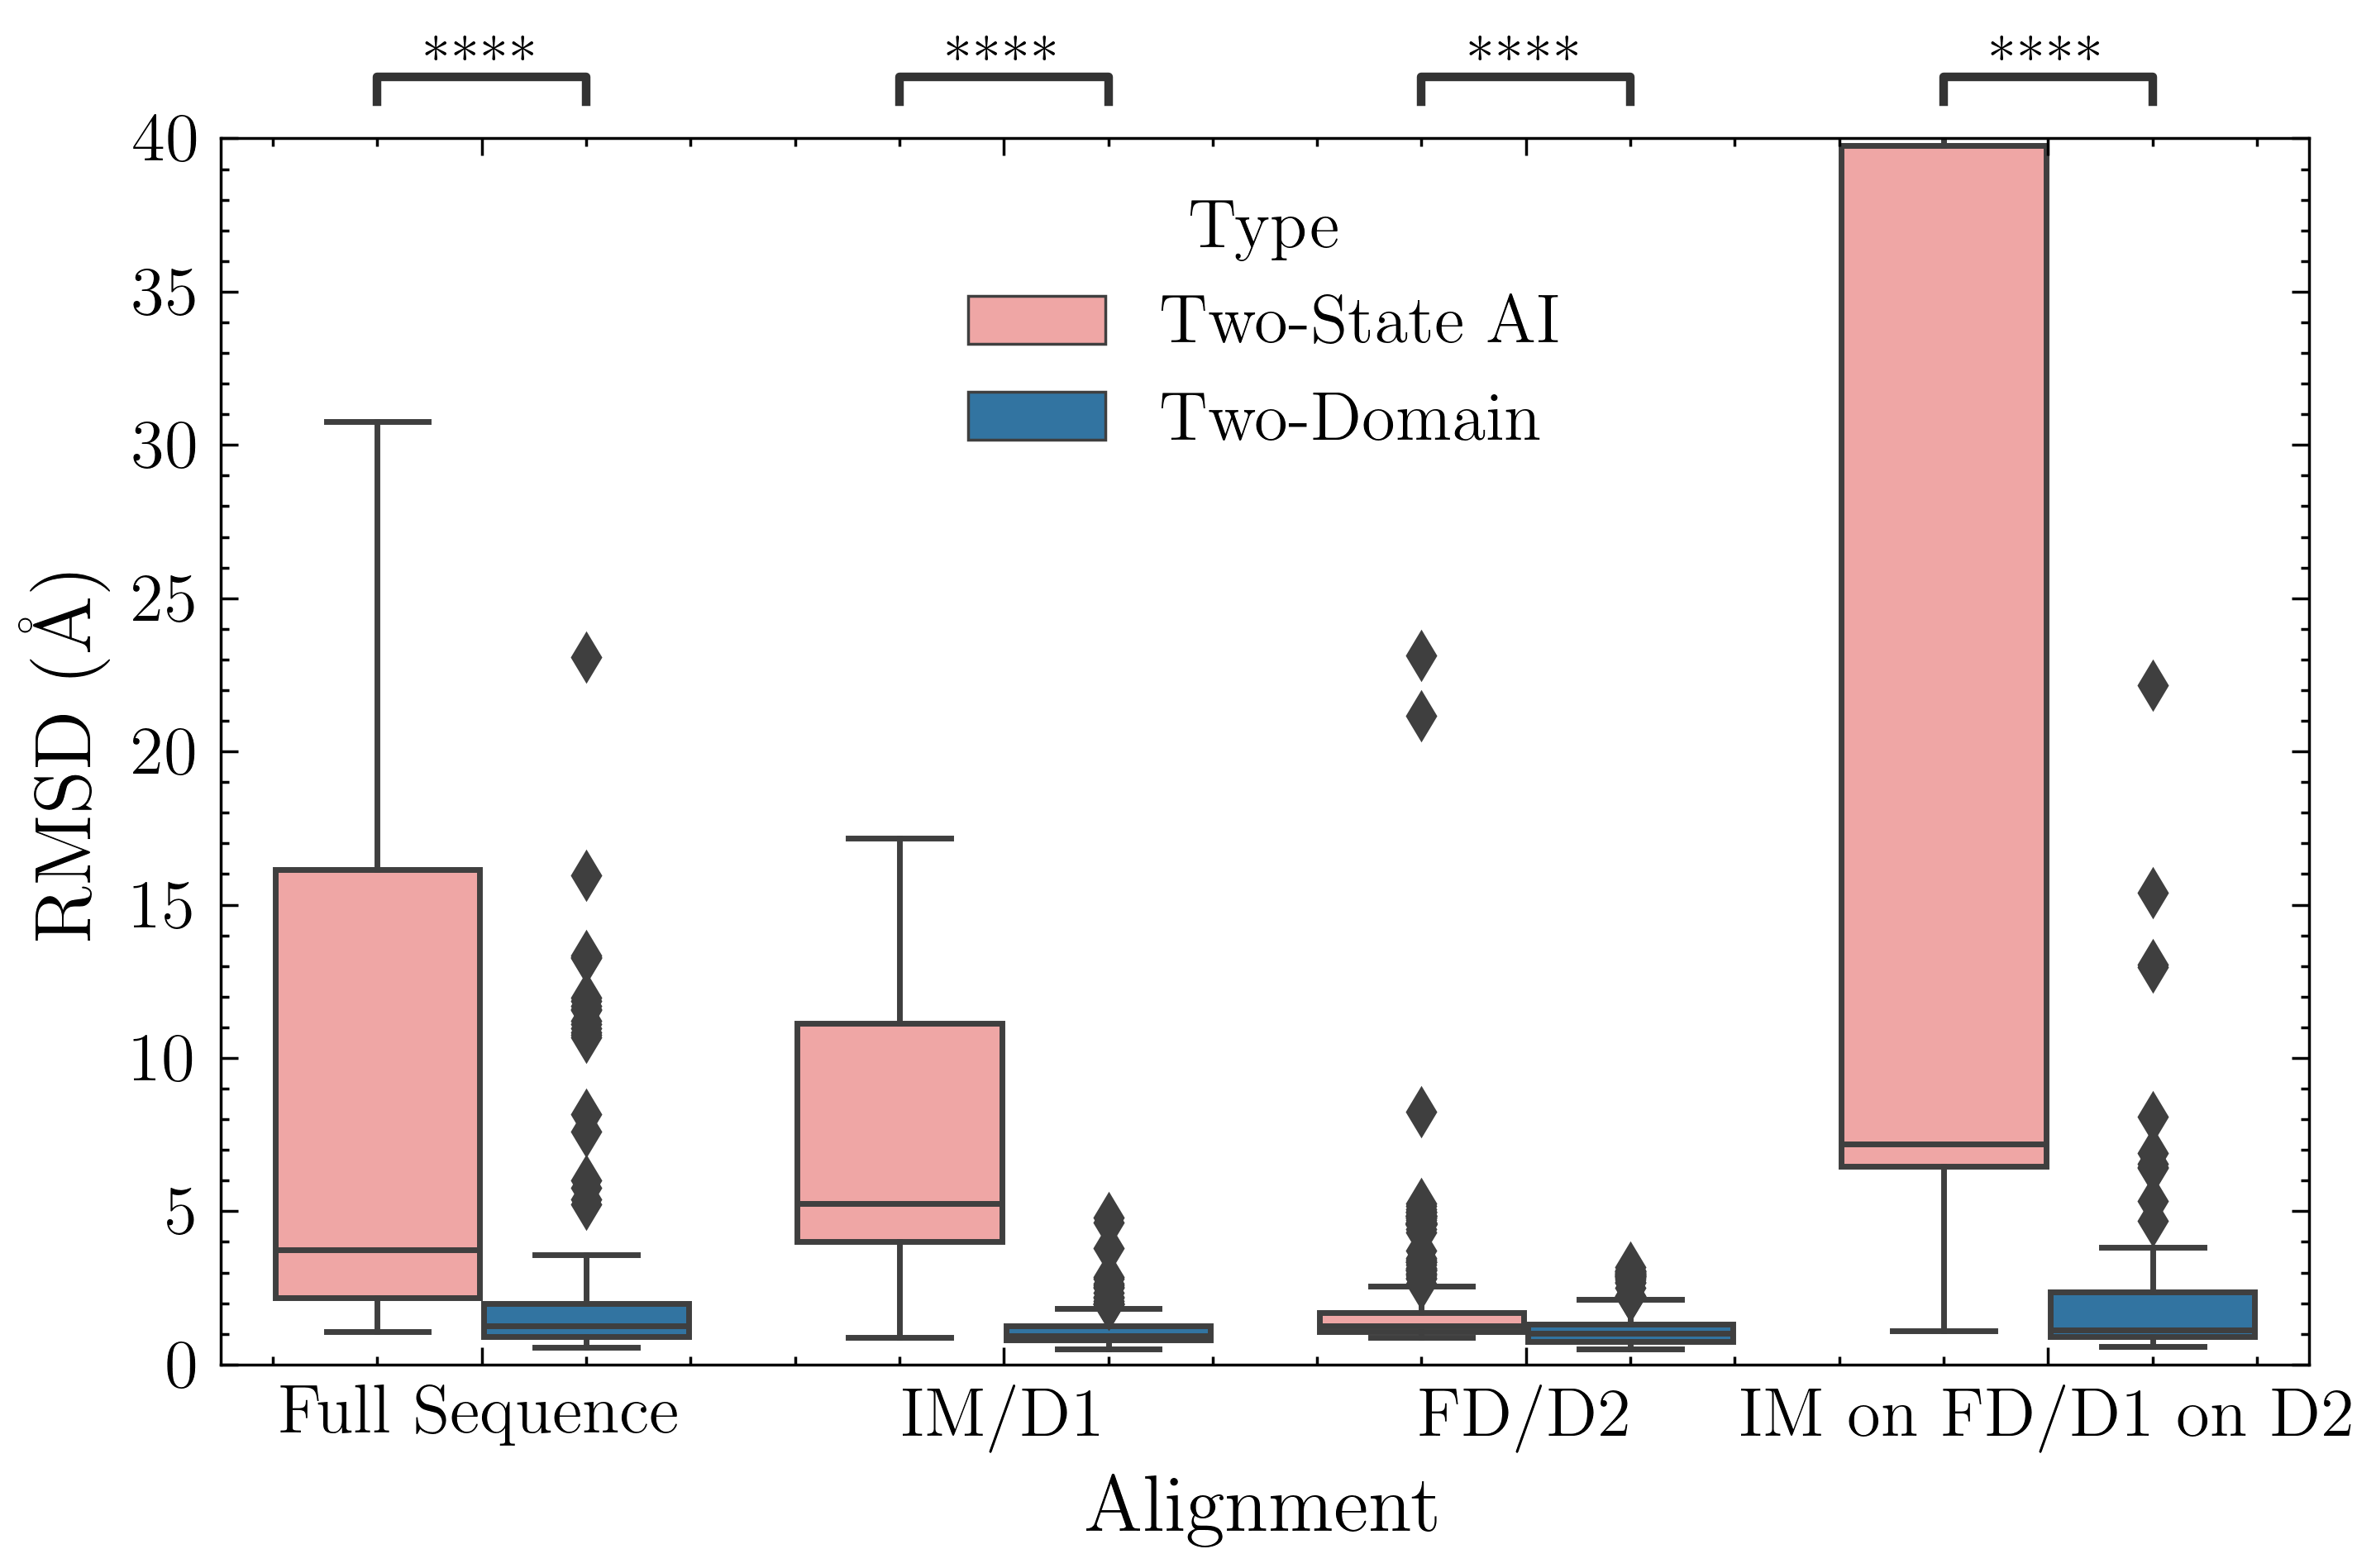 **** **** **** ****
40
35
30
25
20
15
10
5
0
RMSD (Å)
Type
Two-State AI
Two-Domain
Full Sequence IM/D1 FD/D2 IM on FD/D1 on D2
Alignment